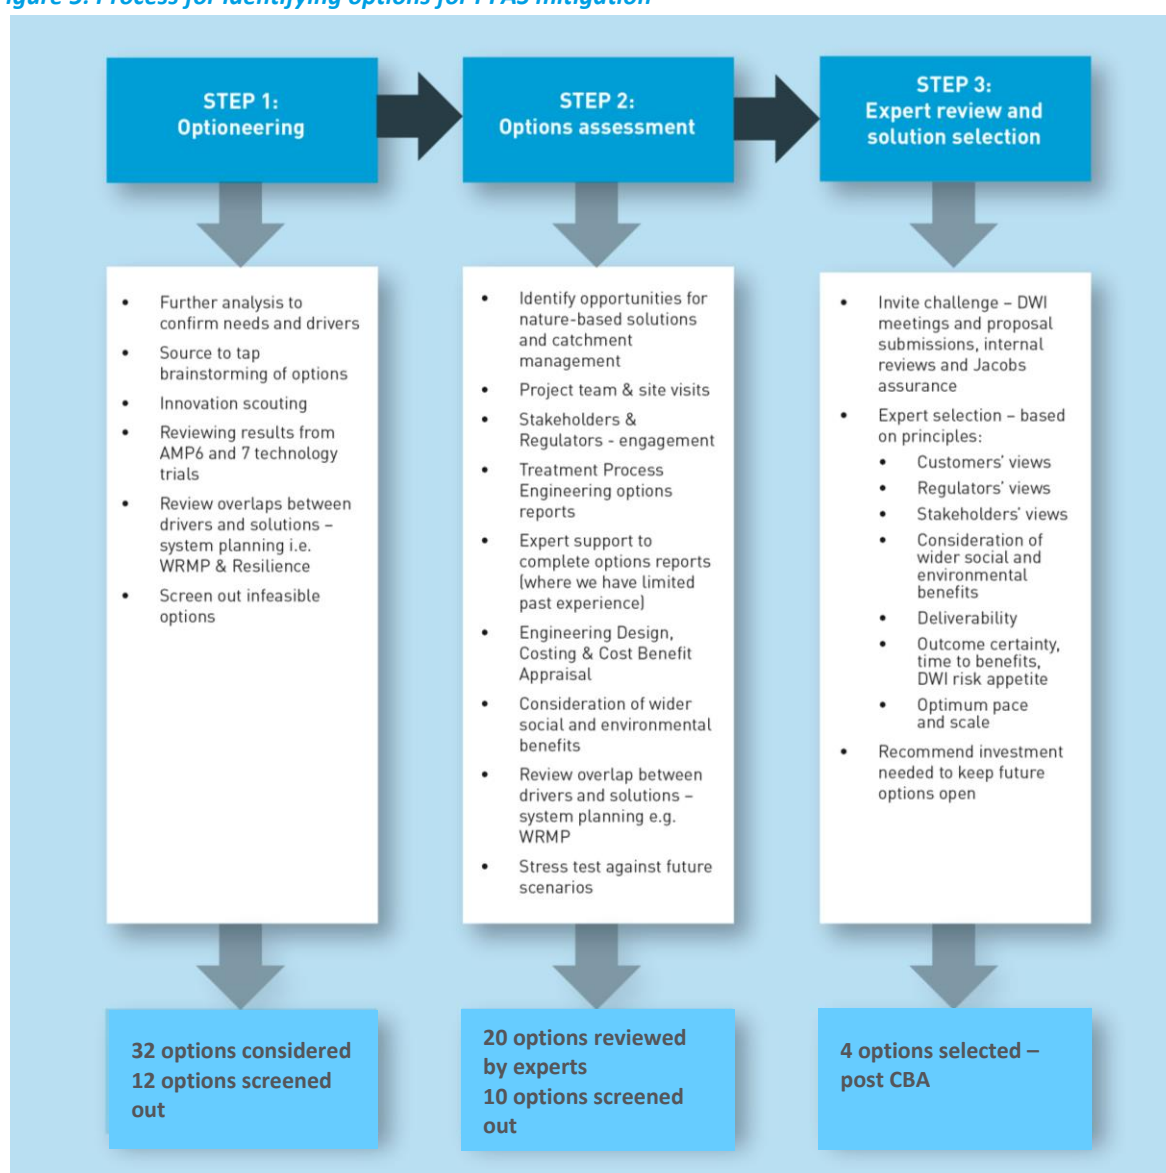 igure 3: Process for identifying options for PFAS mitigation
STEP 1:
Optioneering
STEP 2:
Options assessment
STEP 3:
Expert review and
solution selection
• Further analysis to
confirm needs and drivers
• Source to tap
brainstorming of options
• Innovation scouting
• Reviewing results from
AMP6 and 7 technology
trials
• Review overlaps between
drivers and solutions –
system planning i.e.
WRMP & Resilience
• Screen out infeasible
options
• Identify opportunities for
nature-based solutions
and catchment
management
• Project team & site visits
• Stakeholders &
Regulators - engagement
• Treatment Process
Engineering options
reports
• Expert support to
complete options reports
(where we have limited
past experience)
• Engineering Design,
Costing & Cost Benefit
Appraisal
• Consideration of wider
social and environmental
benefits
• Review overlap between
drivers and solutions –
system planning e.g.
WRMP
• Stress test against future
scenarios
• Invite challenge – DWI
meetings and proposal
submissions, internal
reviews and Jacobs
assurance
• Expert selection – based
on principles:
• Customers' views
• Regulators' views
• Stakeholders' views
• Consideration of
wider social and
environmental
benefits
• Deliverability
• Outcome certainty,
time to benefits,
DWI risk appetite
• Optimum pace
and scale
• Recommend investment
needed to keep future
options open
32 options considered
12 options screened
out
20 options reviewed
by experts
10 options screened
out
4 options selected –
post CBA